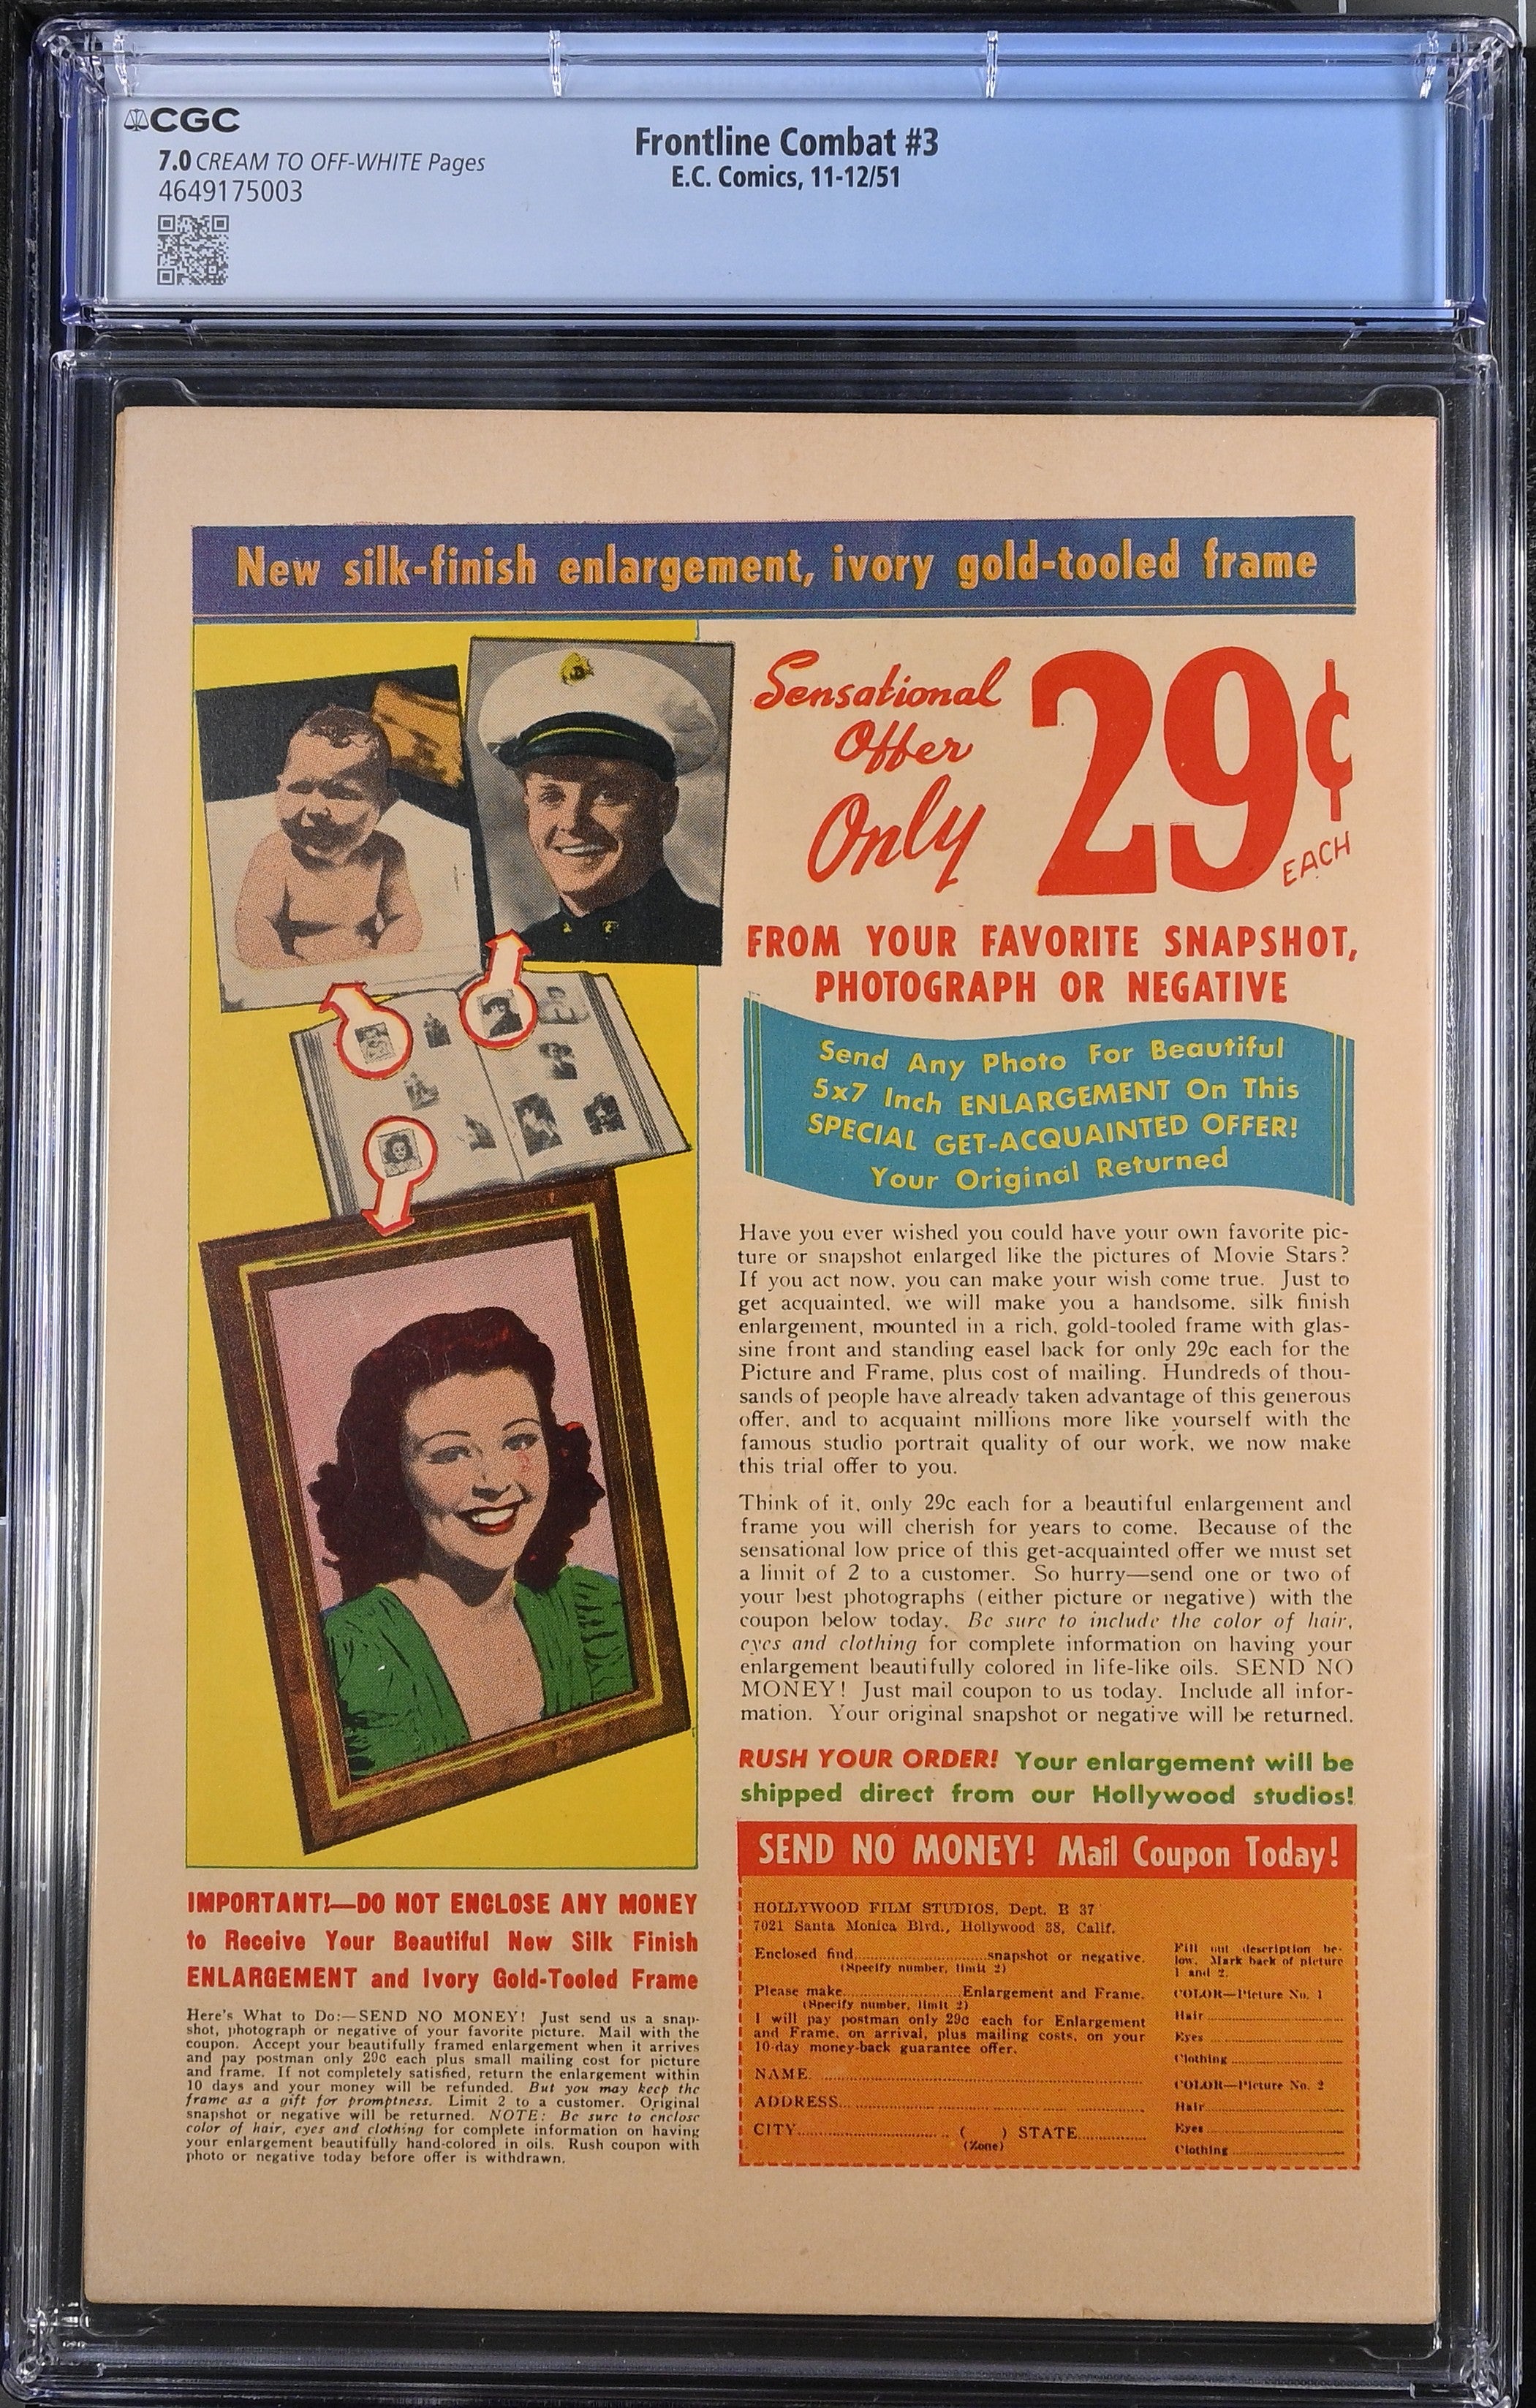 CGC
7.0 CREAM TO OFF-WHITE Pages
4649175003
Frontline Combat #3
E.C. Comics, 11-12/51
New silk-finish enlargement, ivory gold-tooled frame
Sensational
Offer
Only
29¢
EACH
FROM YOUR FAVORITE SNAPSHOT,
PHOTOGRAPH OR NEGATIVE
Send Any Photo For Beautiful
5x7 Inch ENLARGEMENT On This
SPECIAL GET-ACQUAINTED OFFER!
Your Original Returned
Have you ever wished you could have your own favorite pic-
ture or snapshot enlarged like the pictures of Movie Stars?
If you act now, you can make your wish come true. Just to
get acquainted, we will make you a handsome, silk finish
enlargement, mounted in a rich, gold-tooled frame with glas-
sine front and standing easel back for only 29c each for the
Picture and Frame, plus cost of mailing. Hundreds of thou-
sands of people have already taken advantage of this generous
offer, and to acquaint millions more like yourself with the
famous studio portrait quality of our work, we now make
this trial offer to you.
Think of it, only 29c each for a beautiful enlargement and
frame you will cherish for years to come. Because of the
sensational low price of this get-acquainted offer we must set
a limit of 2 to a customer. So hurry—send one or two of
your best photographs (either picture or negative) with the
coupon below today. Be sure to include the color of hair,
eyes and clothing for complete information on having your
enlargement beautifully colored in life-like oils. SEND NO
MONEY! Just mail coupon to us today. Include all infor-
mation. Your original snapshot or negative will be returned.
RUSH YOUR ORDER! Your enlargement will be
shipped direct from our Hollywood studios!
IMPORTANT!—DO NOT ENCLOSE ANY MONEY
to Receive Your Beautiful New Silk Finish
ENLARGEMENT and Ivory Gold-Tooled Frame
Here's What to Do:—SEND NO MONEY! Just send us a snap-
shot, photograph or negative of your favorite picture. Mail with the
coupon. Accept your beautifully framed enlargement when it arrives
and pay postman only 29c each plus small mailing cost for picture
and frame. If not completely satisfied, return the enlargement within
10 days and your money will be refunded. But you may keep the
frame as a gift for promptness. Limit 2 to a customer. Original
snapshot or negative will be returned. NOTE: Be sure to enclose
color of hair, eyes and clothing for complete information on having
your enlargement beautifully hand-colored in oils. Rush coupon with
photo or negative today before offer is withdrawn.
SEND NO MONEY! Mail Coupon Today!
HOLLYWOOD FILM STUDIOS, Dept. B 37
7021 Santa Monica Blvd., Hollywood 38, Calif.
Enclosed find..............................snapshot or negative.
(Specify number, limit 2)
Please make..........................Enlargement and Frame.
(Specify number, limit 2)
I will pay postman only 29c each for Enlargement
and Frame, on arrival, plus mailing costs, on your
10-day money-back guarantee offer.
NAME
ADDRESS
CITY.................................. ( ) STATE...............
(Zone)
Fill out description be-
low. Mark back of picture
1 and 2.
COLOR—Picture No. 1
Hair
Eyes
Clothing
COLOR—Picture No. 2
Hair
Eyes
Clothing